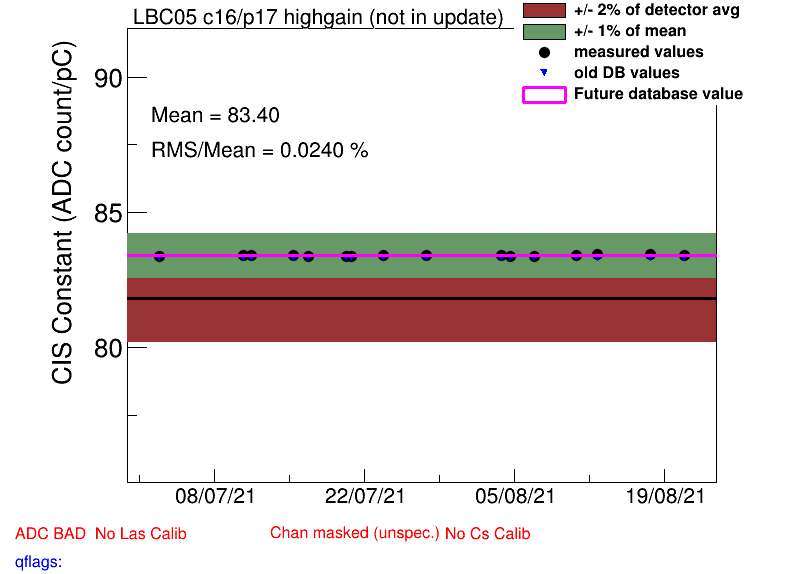 LBC05 c16/p17 highgain (not in update)
+/- 2% of detector avg
+/- 1% of mean
measured values
old DB values
Future database value
CIS Constant (ADC count/pC)
90
85
80
Mean = 83.40
RMS/Mean = 0.0240 %
08/07/21 22/07/21 05/08/21 19/08/21
ADC BAD No Las Calib Chan masked (unspec.) No Cs Calib
qflags: